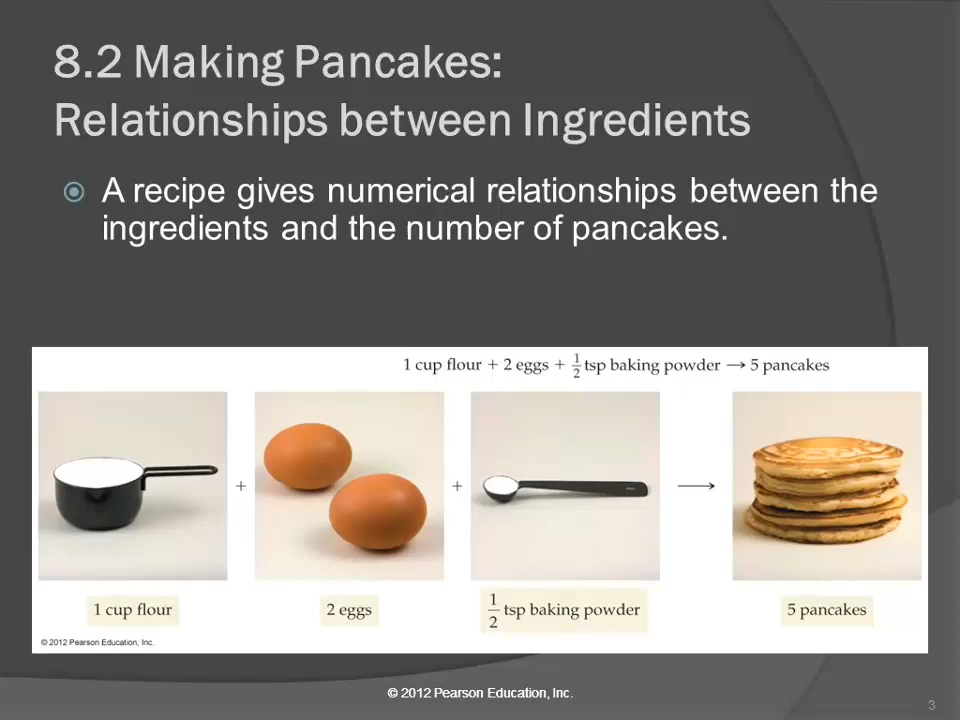 8.2 Making Pancakes:
Relationships between Ingredients
A recipe gives numerical relationships between the
ingredients and the number of pancakes.
1 cup flour + 2 eggs + 1/2 tsp baking powder → 5 pancakes
+ + →
1 cup flour 2 eggs 1/2 tsp baking powder 5 pancakes
© 2012 Pearson Education, Inc.
© 2012 Pearson Education, Inc.
3